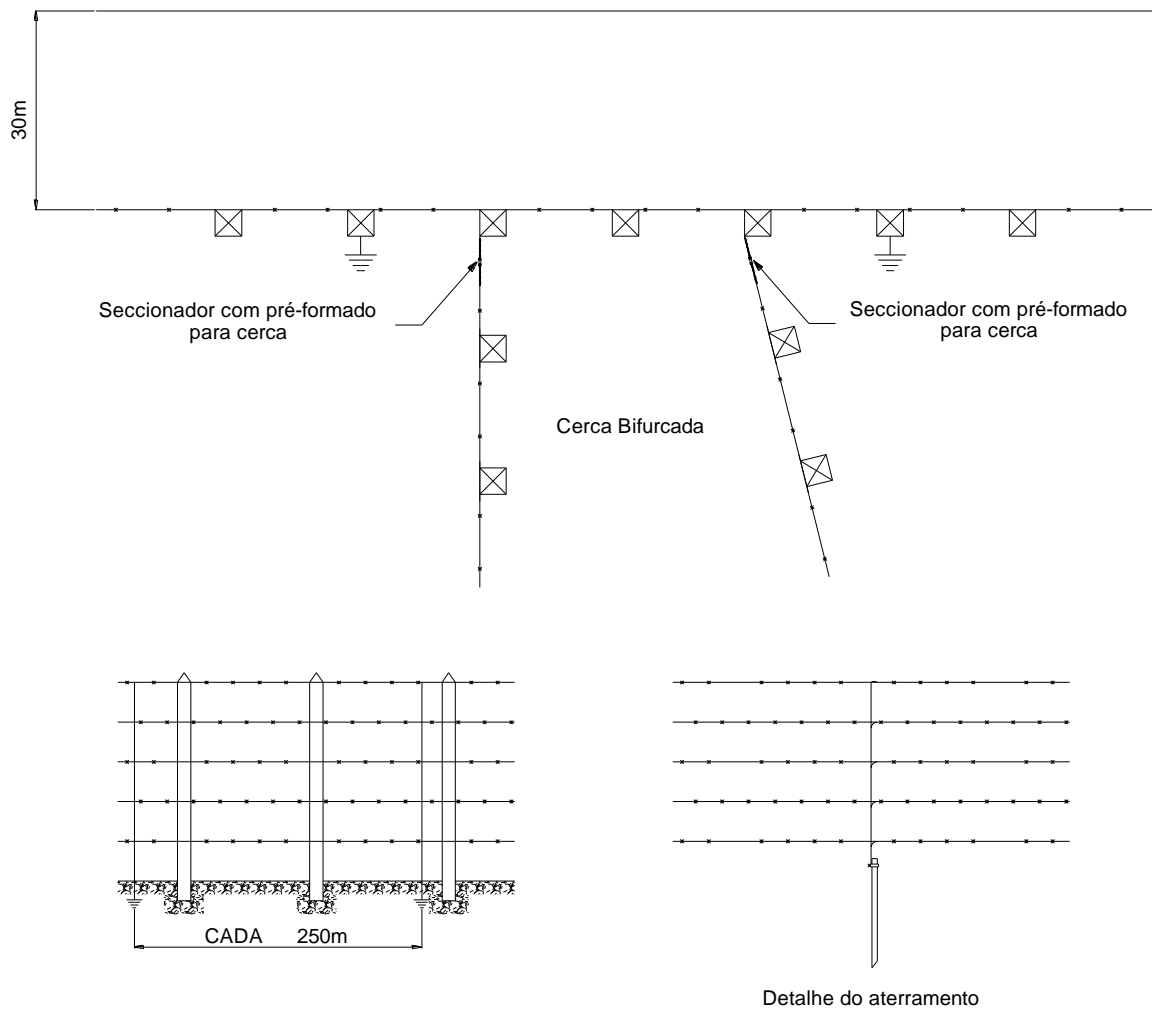 30m
Seccionador com pré-formado
para cerca
Seccionador com pré-formado
para cerca
Cerca Bifurcada
CADA 250m
Detalhe do aterramento